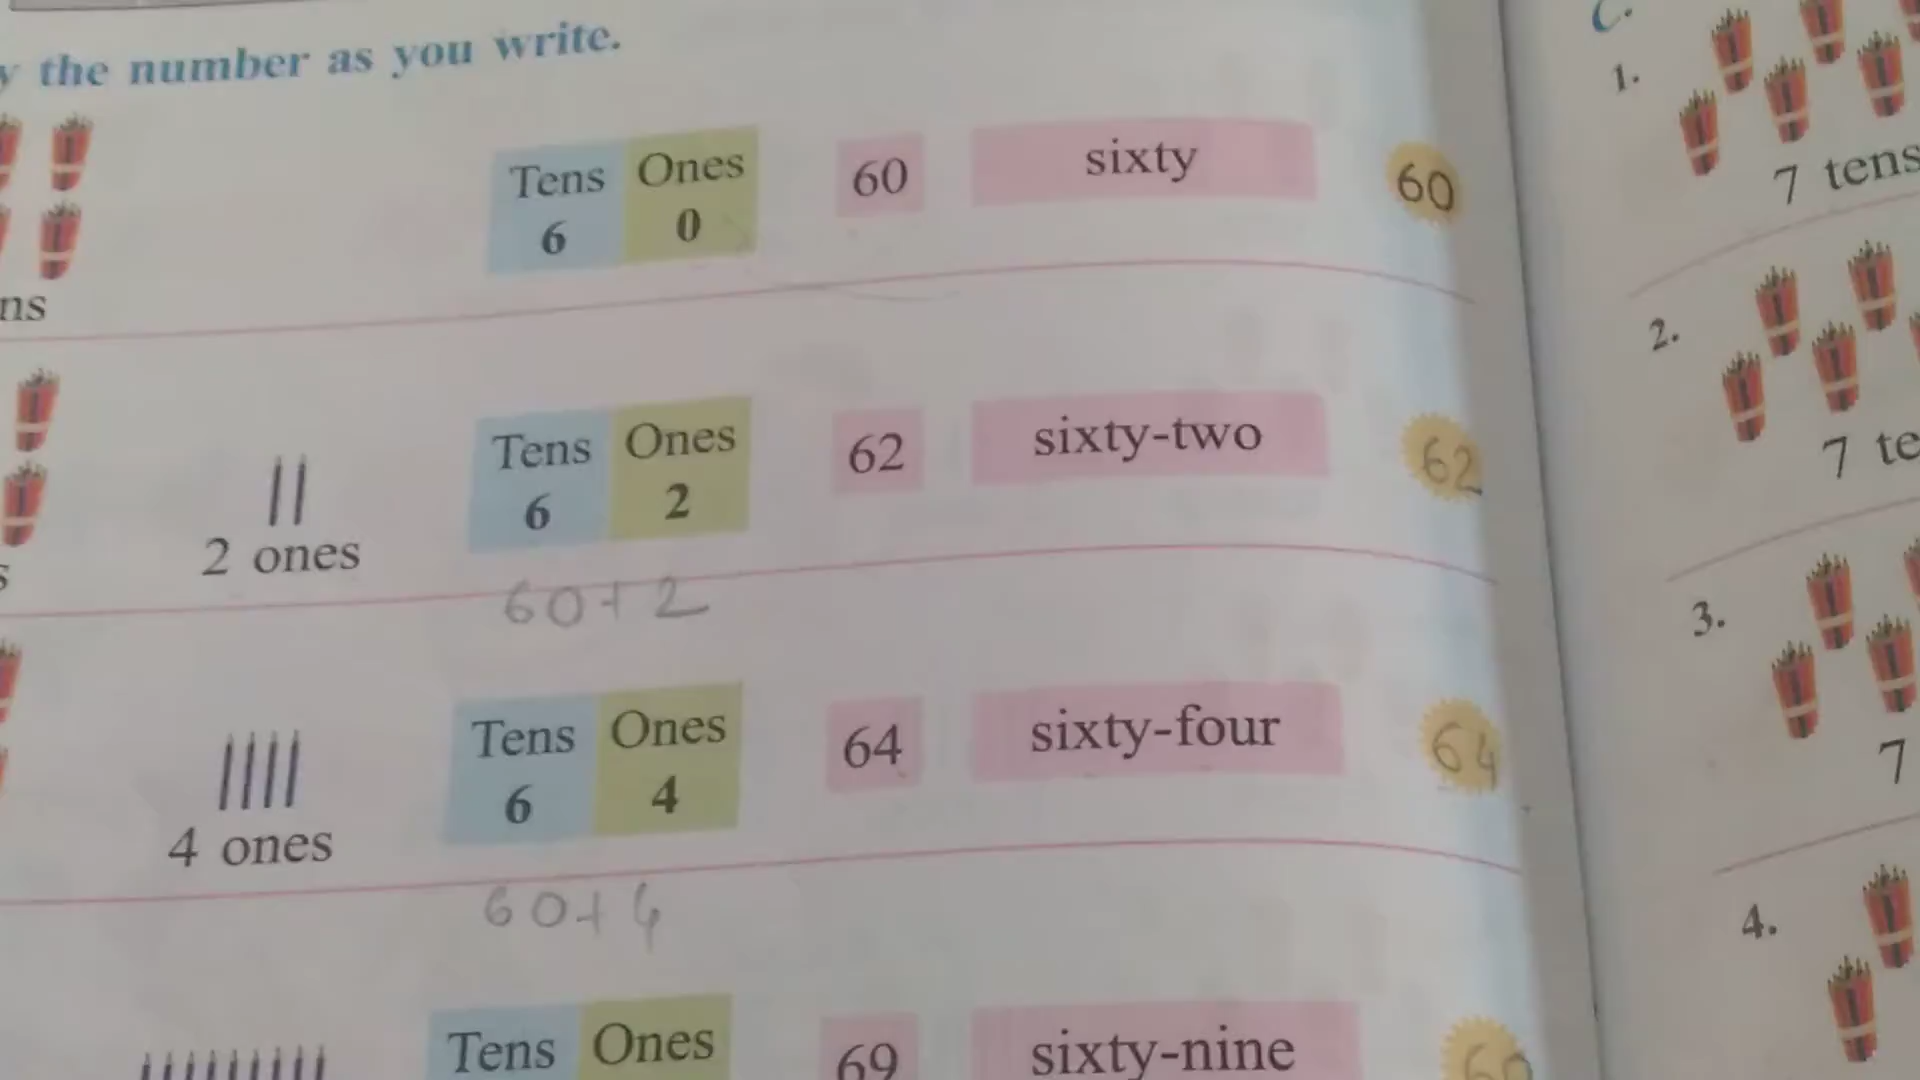 the number as you write.
Tens Ones
6 0
60
sixty
60
2 ones
Tens Ones
6 2
62
sixty-two
62
60+2
4 ones
Tens Ones
6 4
64
sixty-four
64
60+4
Tens Ones
69
sixty-nine
C.
1.
7 tens
2.
7
3.
7
4.